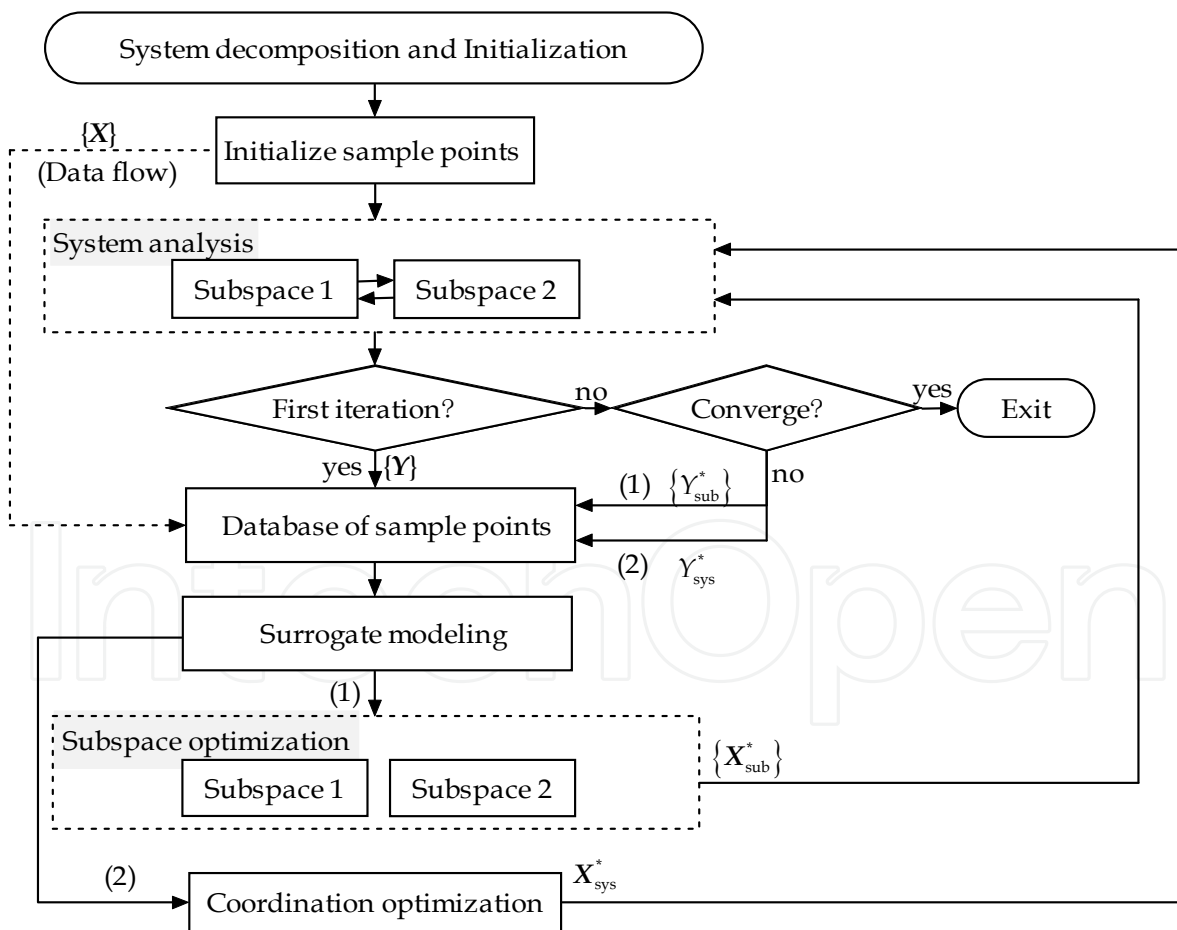 System decomposition and Initialization
{X}
(Data flow)
Initialize sample points
System analysis
Subspace 1
Subspace 2
First iteration?
no
Converge?
yes
Exit
yes
{Y}
no
(1) {Y*sub}
Database of sample points
(2) Y*sys
IntechOpen
Surrogate modeling
(1)
Subspace optimization
{X*sub}
Subspace 1
Subspace 2
(2)
X*sys
Coordination optimization